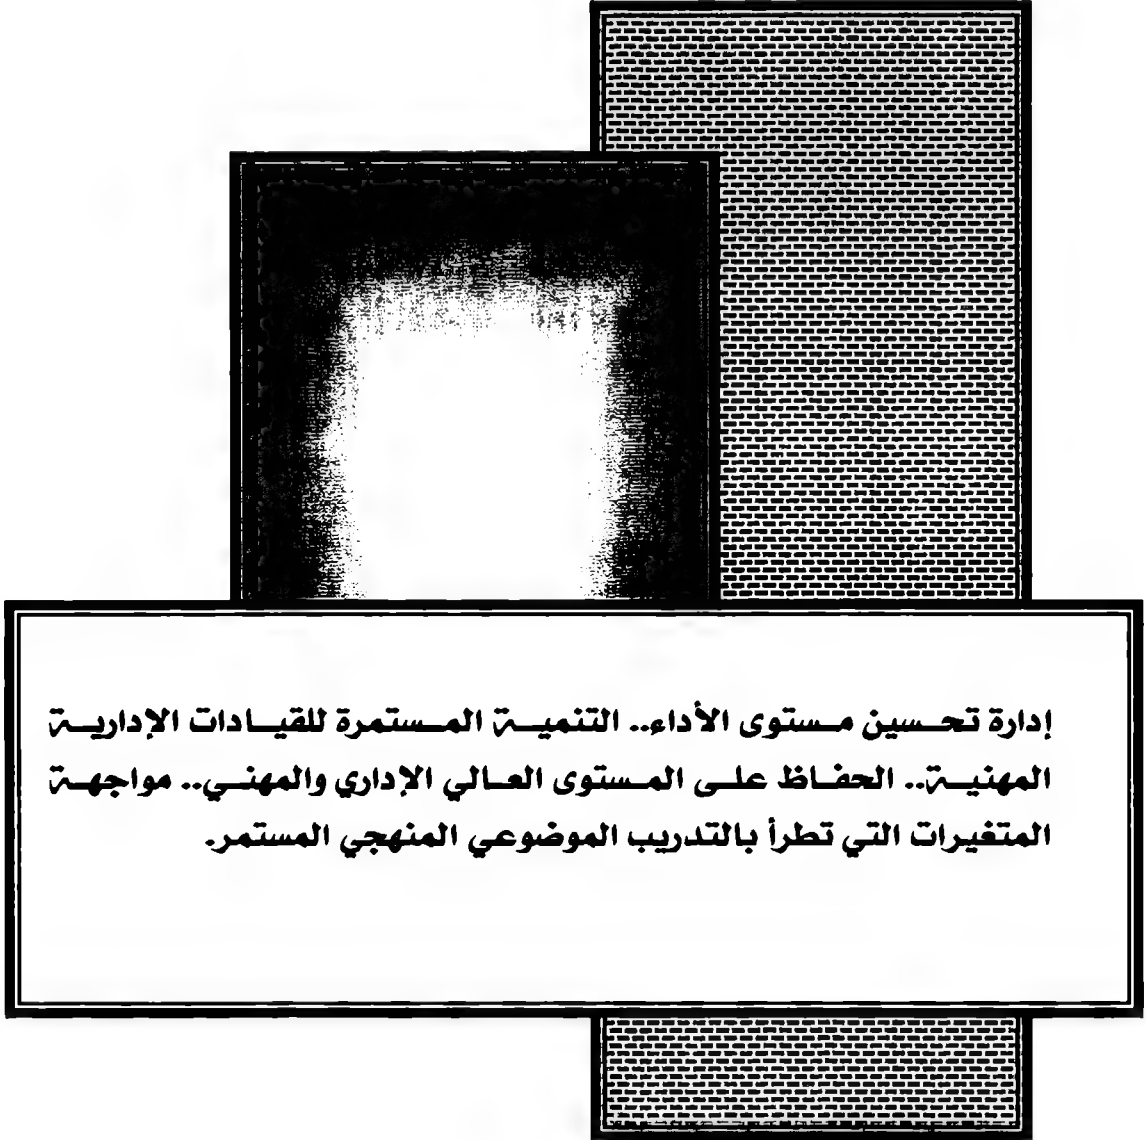 إدارة تحسين مستوى الأداء.. التنمية المستمرة للقيادات الإدارية
المهنية.. الحفاظ على المستوى العالي الإداري والمهني.. مواجهة
المتغيرات التي تطرأ بالتدريب الموضوعي المنهجي المستمر.